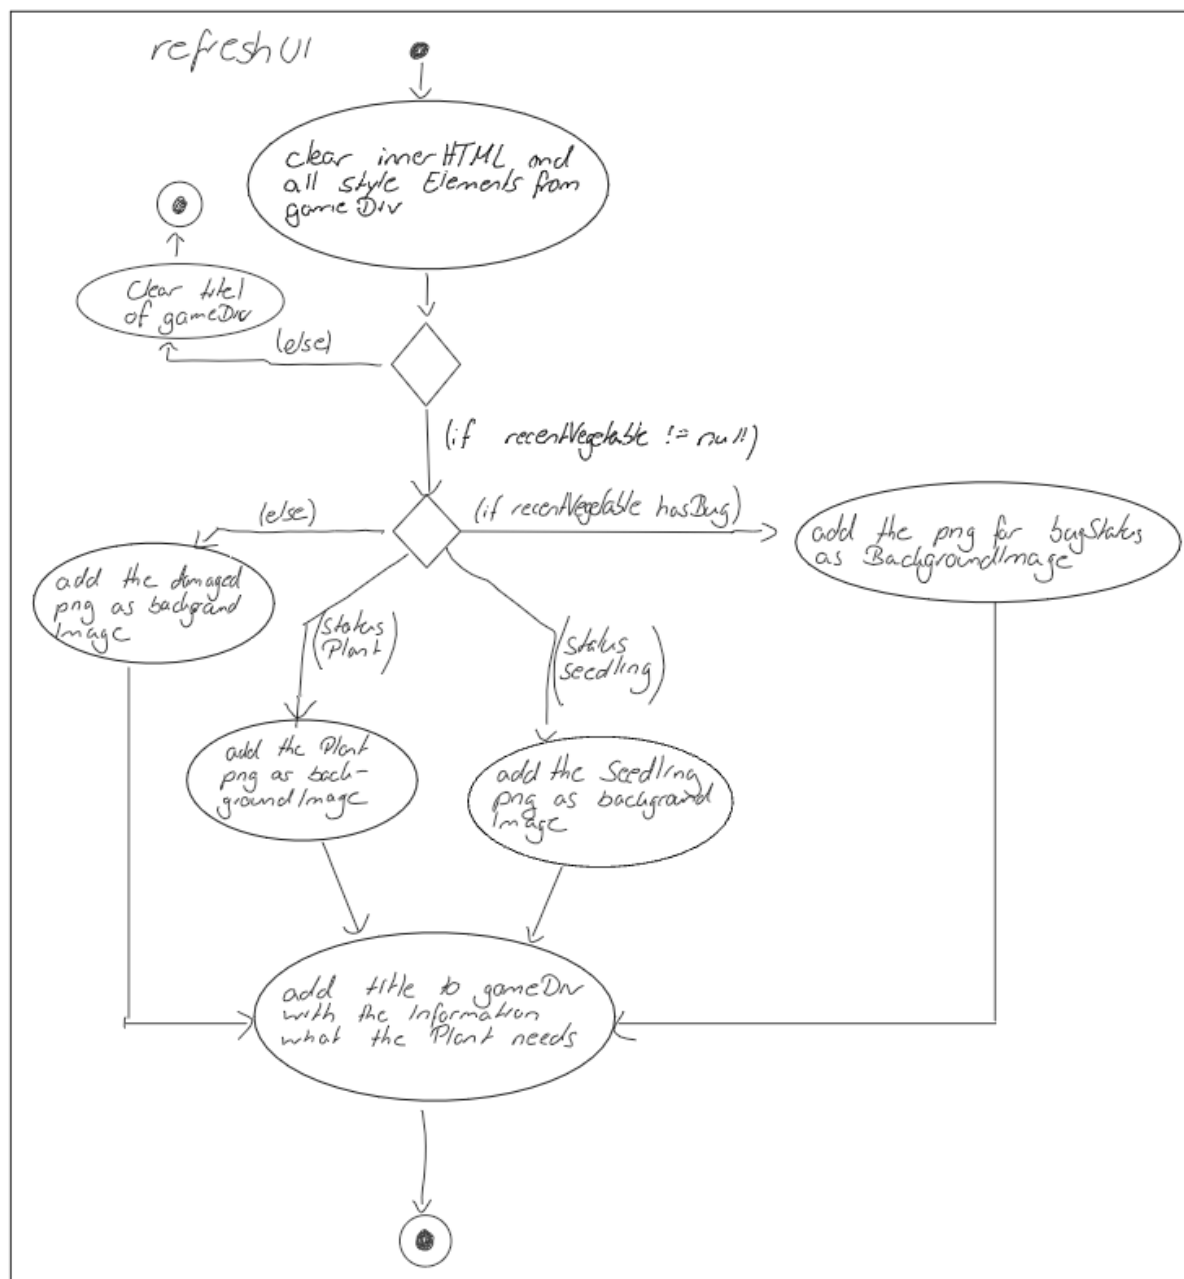 refreshUI
clear innerHTML and
all style Elements from
gameDiv
Clear titel
of gameDiv
(else)
(if recentVegetable != null)
(else)
(if recentVegetable hasBug)
add the png for bugStatus
as BackgroundImage
add the damaged
png as background
Image
(Status
Plant)
(Status
seedling)
add the Plant
png as back-
groundImage
add the Seedling
png as background
Image
add title to gameDiv
with the Information
what the Plant needs